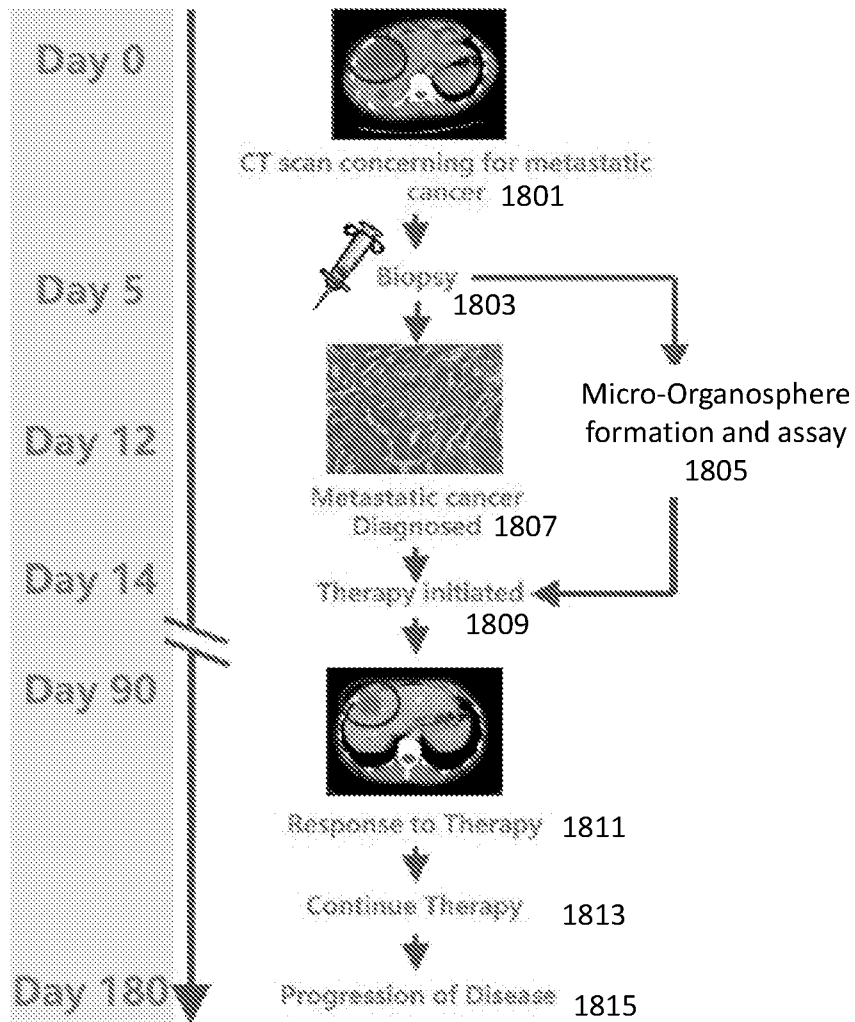 Day 0
CT scan concerning for metastatic
cancer 1801
Day 5
Biopsy
1803
Micro-Organosphere
formation and assay
1805
Day 12
Metastatic cancer
Diagnosed 1807
Day 14
Therapy initiated
1809
Day 90
Response to Therapy 1811
Continue Therapy 1813
Day 180
Progression of Disease 1815